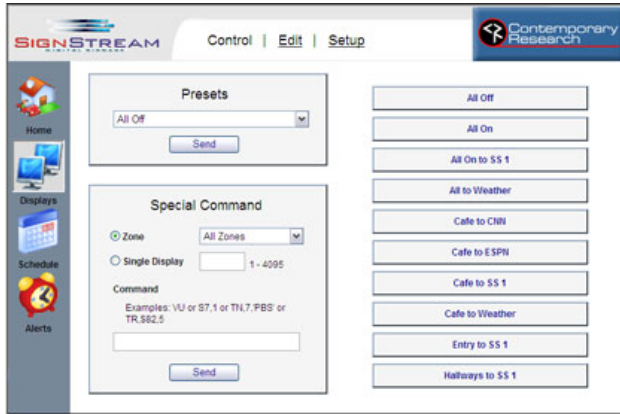 SIGNSTREAM
DIGITAL SIGNAGE
Control | Edit | Setup
Contemporary
Research
Home
Displays
Schedule
Alerts
Presets
All Off
Send
Special Command
Zone
All Zones
Single Display
1 - 4095
Command
Examples: VU or S7,1 or TN,7,'PBS' or
TR,$82,5
Send
All Off
All On
All On to SS 1
All to Weather
Cafe to CNN
Cafe to ESPN
Cafe to SS 1
Cafe to Weather
Entry to SS 1
Hallways to SS 1